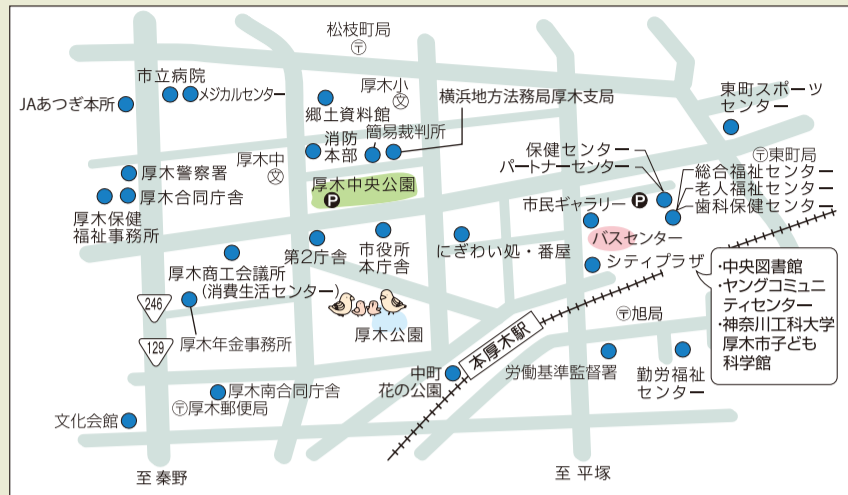 松枝町局
〒
市立病院
メジカルセンター
JAあつぎ本所
厚木小
文
郷土資料館
横浜地方法務局厚木支局
東町スポーツ
センター
消防
本部
簡易裁判所
厚木中
文
保健センター
パートナーセンター
〒東町局
厚木警察署
厚木合同庁舎
厚木保健
福祉事務所
厚木中央公園
P
市民ギャラリー
P
総合福祉センター
老人福祉センター
歯科保健センター
バスセンター
第2庁舎
市役所
本庁舎
にぎわい処・番屋
シティプラザ
・中央図書館
・ヤングコミュニ
ティセンター
・神奈川工科大学
厚木市子ども
科学館
厚木商工会議所
(消費生活センター)
246
厚木公園
〒旭局
129
厚木年金事務所
本厚木駅
中町
花の公園
労働基準監督署
勤労福祉
センター
厚木南合同庁舎
〒厚木郵便局
文化会館
至 秦野
至 平塚